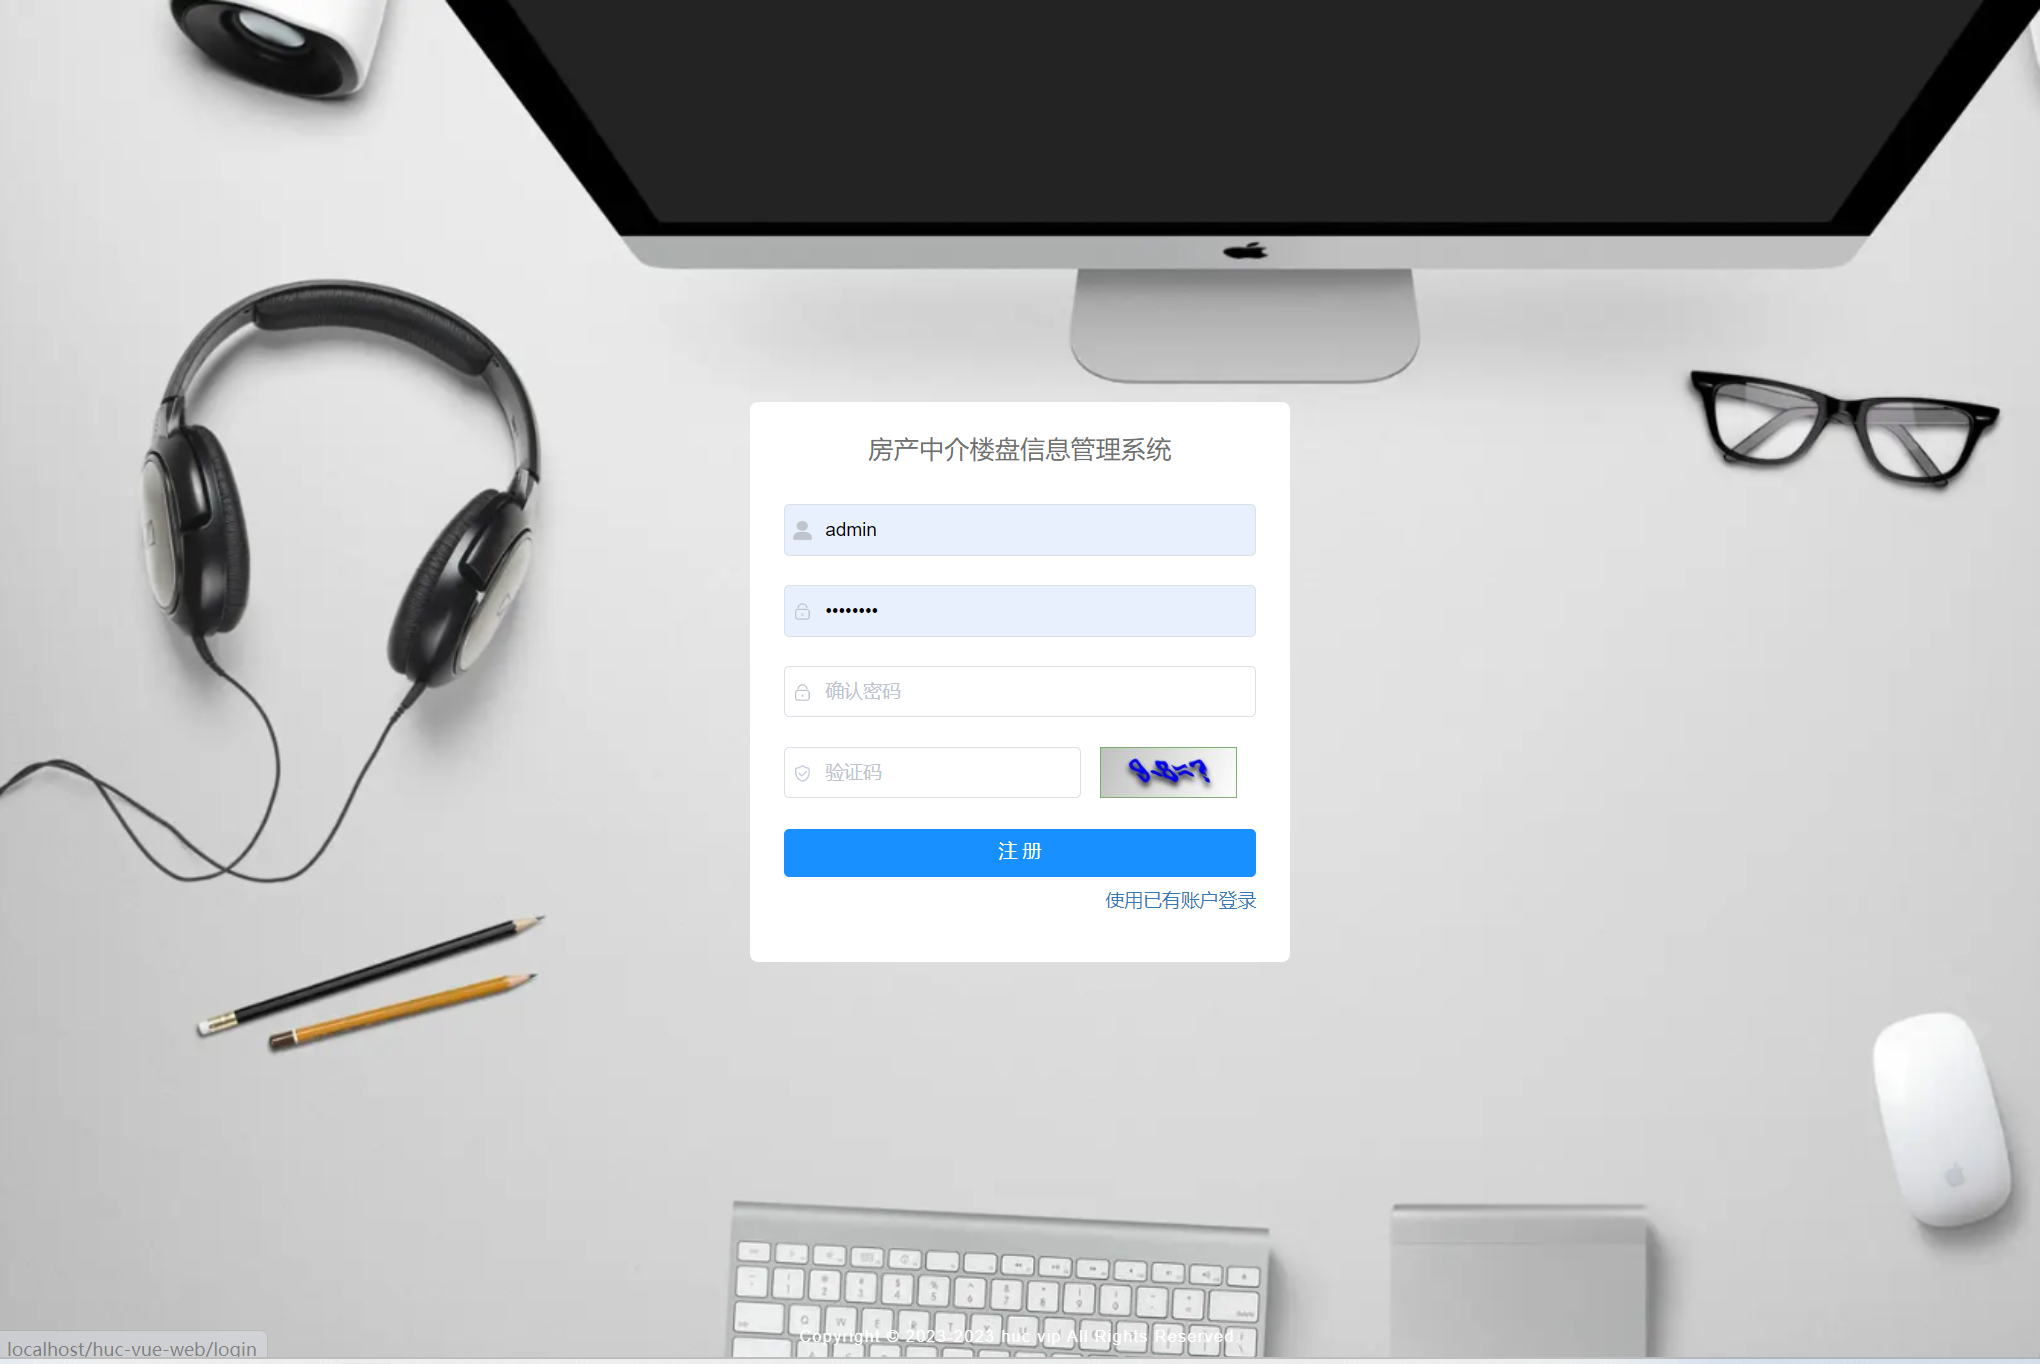 房产中介楼盘信息管理系统
admin
••••••••
确认密码
验证码
9-8=?
注 册
使用已有账户登录
Copyright © 2023-2023 huc.vip All Rights Reserved.
localhost/huc-vue-web/login